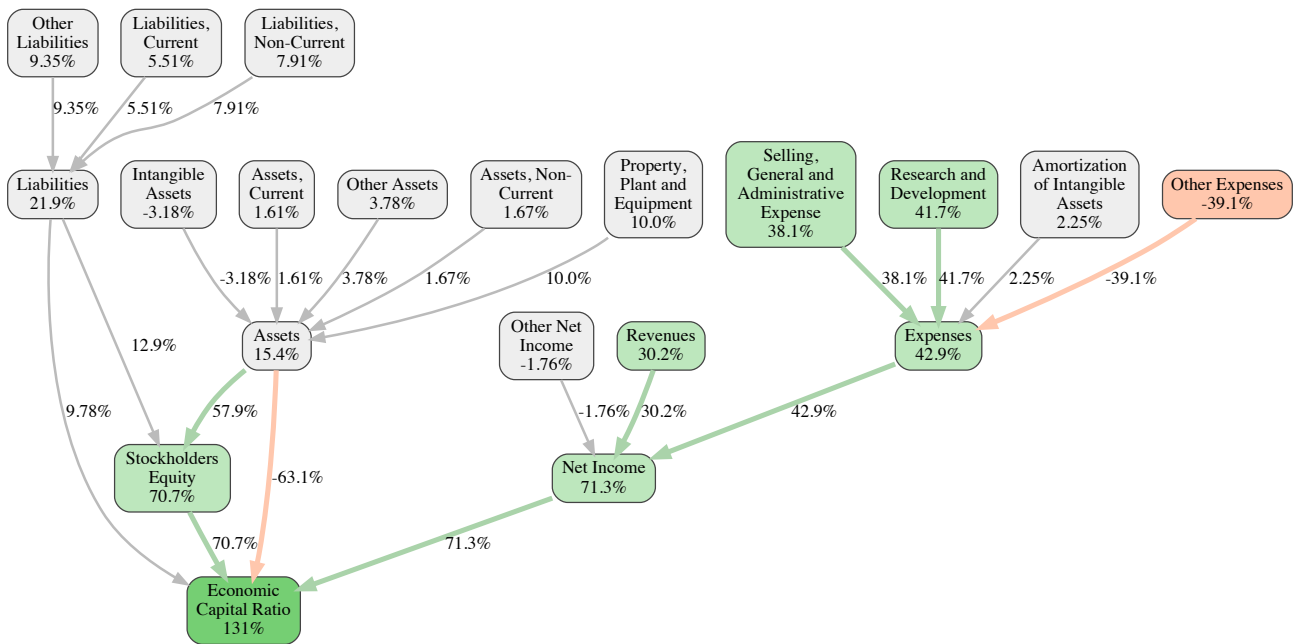 Other
Liabilities
9.35%
Liabilities,
Current
5.51%
Liabilities,
Non-Current
7.91%
9.35%
5.51%
7.91%
Liabilities
21.9%
Intangible
Assets
-3.18%
Assets,
Current
1.61%
Other Assets
3.78%
Assets, Non-
Current
1.67%
Property,
Plant and
Equipment
10.0%
Selling,
General and
Administrative
Expense
38.1%
Research and
Development
41.7%
Amortization
of Intangible
Assets
2.25%
Other Expenses
-39.1%
-3.18%
1.61%
3.78%
1.67%
10.0%
38.1%
41.7%
2.25%
-39.1%
Assets
15.4%
Other Net
Income
-1.76%
Revenues
30.2%
Expenses
42.9%
12.9%
9.78%
57.9%
-1.76%
30.2%
42.9%
Stockholders
Equity
70.7%
-63.1%
Net Income
71.3%
70.7%
71.3%
Economic
Capital Ratio
131%